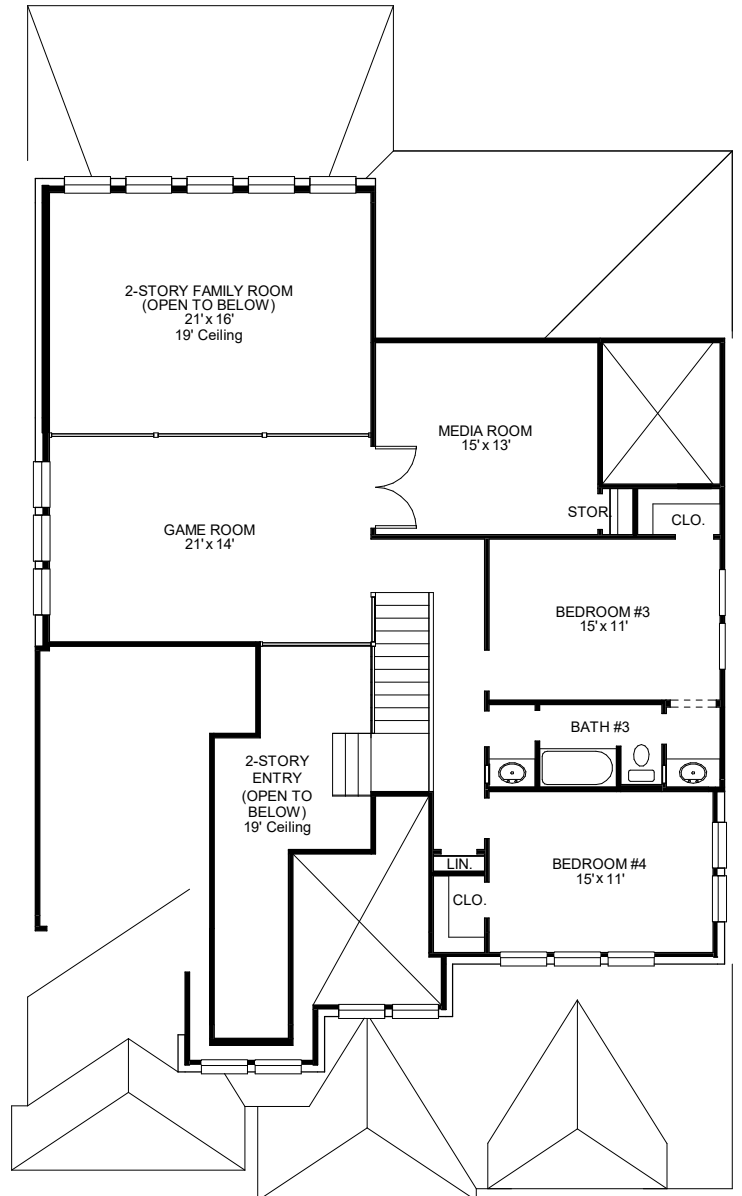 2-STORY FAMILY ROOM
(OPEN TO BELOW)
21' x 16'
19' Ceiling
MEDIA ROOM
15' x 13'
STOR.
CLO.
GAME ROOM
21' x 14'
BEDROOM #3
15' x 11'
BATH #3
2-STORY
ENTRY
(OPEN TO
BELOW)
19' Ceiling
LIN.
BEDROOM #4
15' x 11'
CLO.